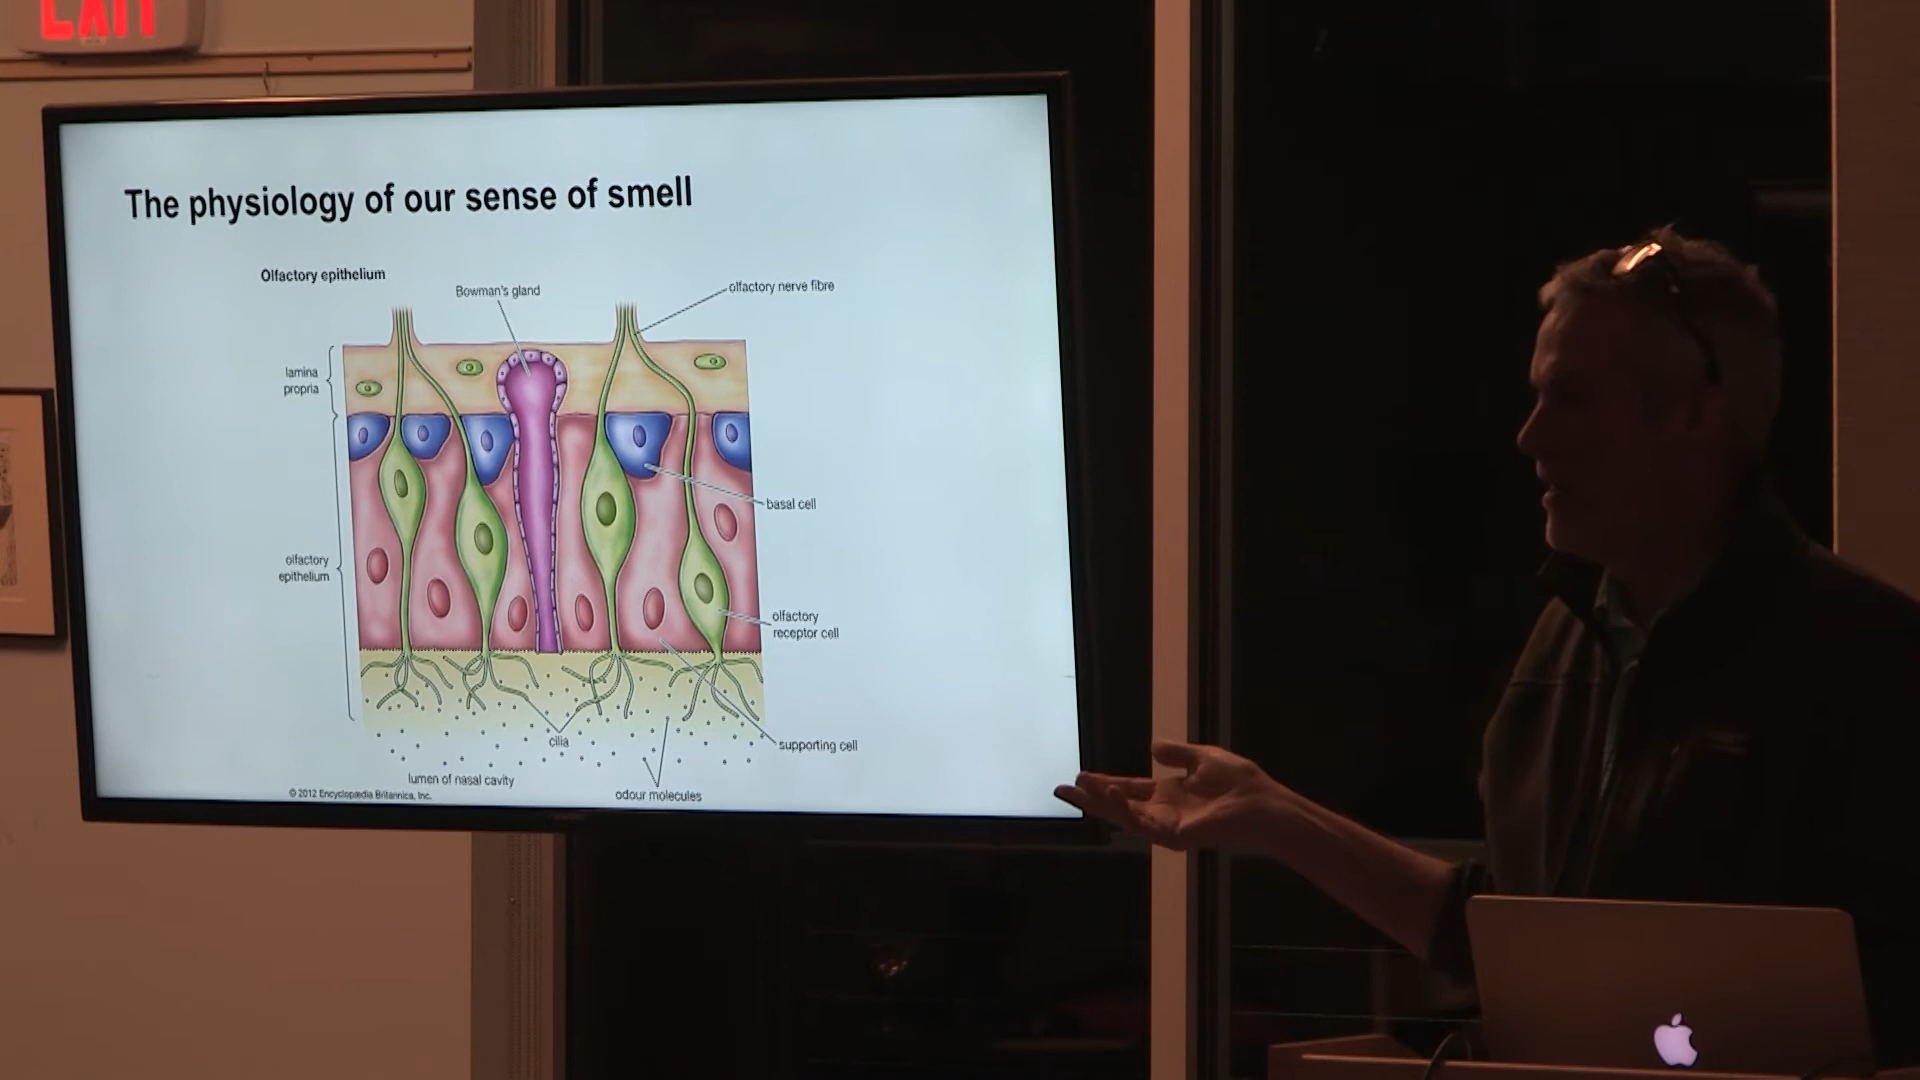 EXIT
The physiology of our sense of smell
Olfactory epithelium
Bowman's gland
olfactory nerve fibre
lamina
propria
basal cell
olfactory
epithelium
olfactory
receptor cell
cilia
supporting cell
lumen of nasal cavity
odour molecules
© 2012 Encyclopædia Britannica, Inc.